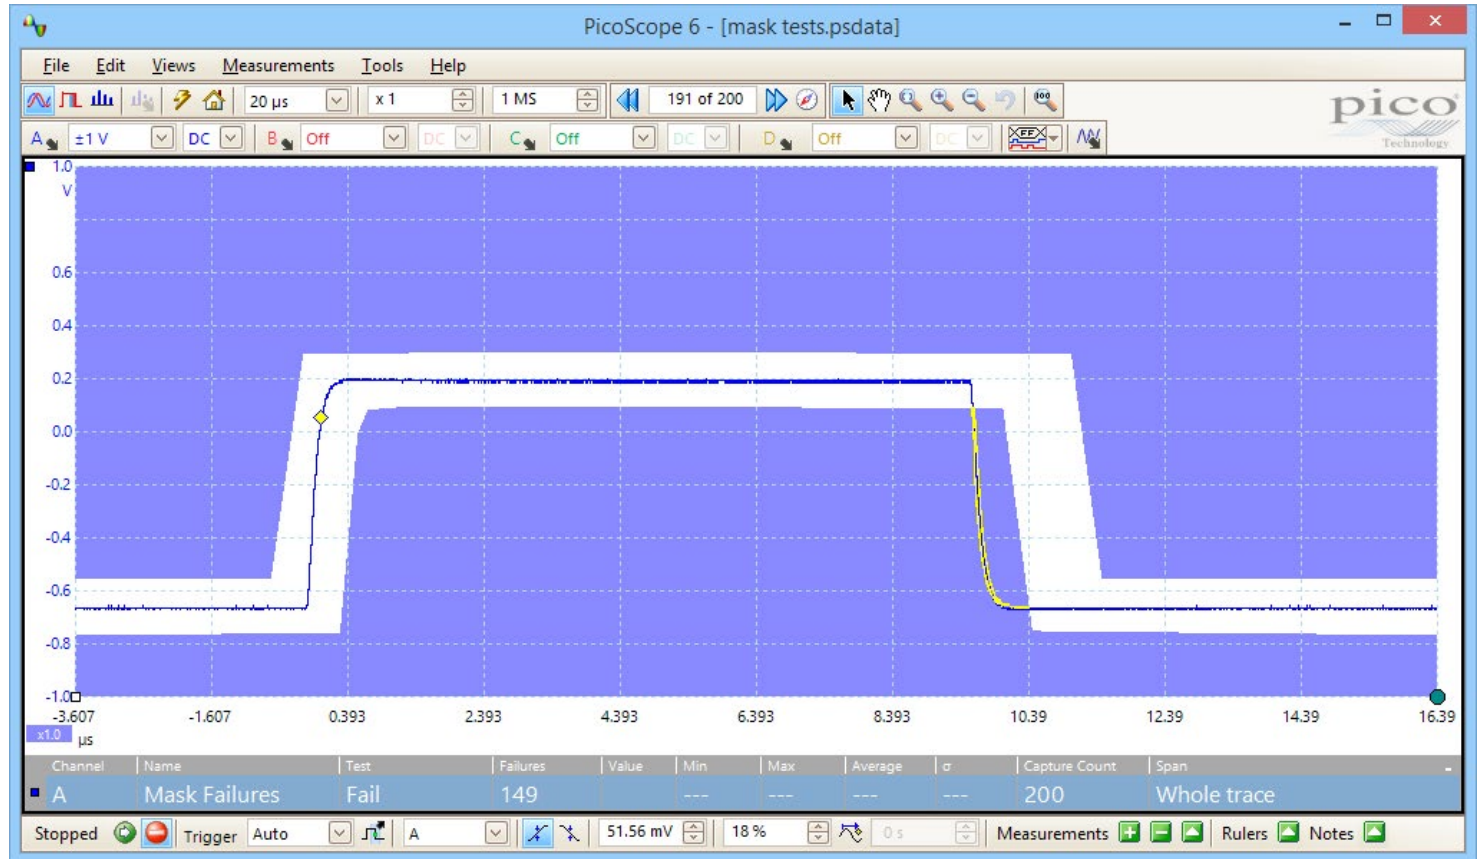 PicoScope 6 - [mask tests.psdata]
File Edit Views Measurements Tools Help
20 µs x 1 1 MS 191 of 200
pico
Technology
A ±1 V DC B Off DC C Off DC D Off DC
1.0
V
0.6
0.4
0.2
0.0
-0.2
-0.4
-0.6
-0.8
-1.0
-3.607 -1.607 0.393 2.393 4.393 6.393 8.393 10.39 12.39 14.39 16.39
x1.0 µs
Channel Name Test Failures Value Min Max Average σ Capture Count Span
A Mask Failures Fail 149 --- --- --- --- 200 Whole trace
Stopped Trigger Auto A 51.56 mV 18 % 0 s Measurements Rulers Notes